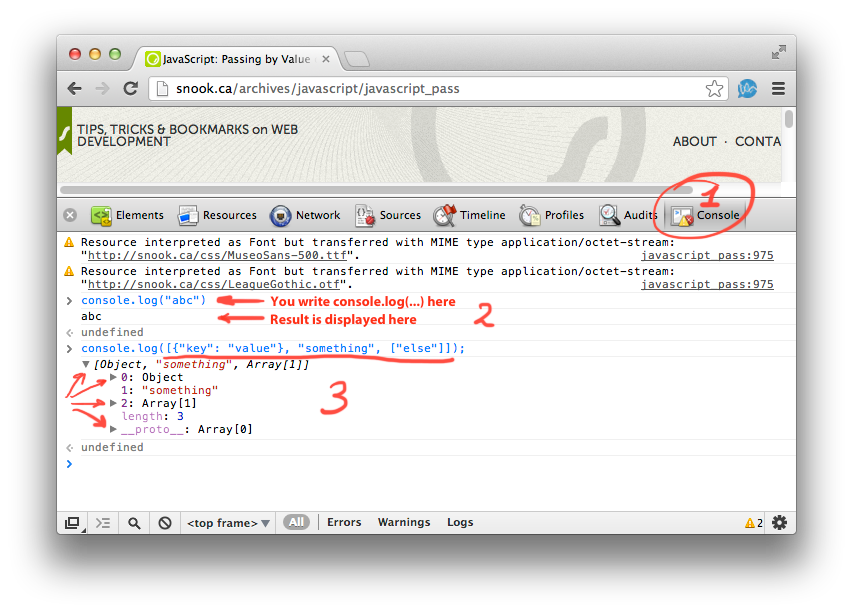 JavaScript: Passing by Value
snook.ca/archives/javascript/javascript_pass
TIPS, TRICKS & BOOKMARKS on WEB
DEVELOPMENT
ABOUT · CONTA
1
Elements Resources Network Sources Timeline Profiles Audits Console
Resource interpreted as Font but transferred with MIME type application/octet-stream:
"http://snook.ca/css/MuseoSans-500.ttf". javascript_pass:975
Resource interpreted as Font but transferred with MIME type application/octet-stream:
"http://snook.ca/css/LeaqueGothic.otf". javascript_pass:975
> console.log("abc") You write console.log(...) here
abc Result is displayed here
2
undefined
> console.log([{"key": "value"}, "something", ["else"]]);
▼[Object, "something", Array[1]]
▶0: Object
1: "something"
3
▶2: Array[1]
length: 3
▶__proto__: Array[0]
undefined
>
<top frame> ▼ All Errors Warnings Logs 2